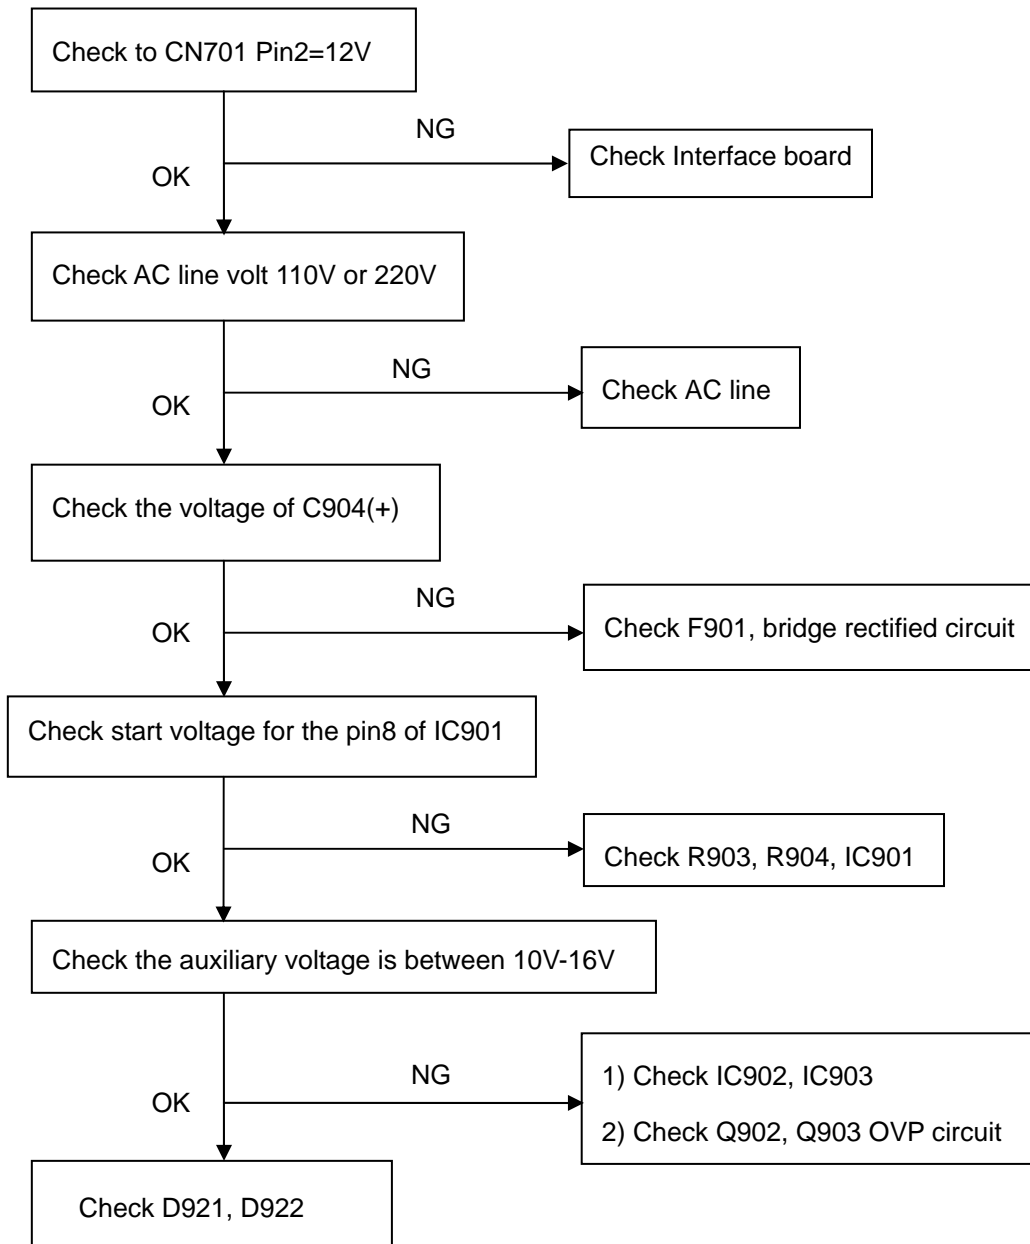 Check to CN701 Pin2=12V
NG
Check Interface board
OK
Check AC line volt 110V or 220V
NG
Check AC line
OK
Check the voltage of C904(+)
NG
Check F901, bridge rectified circuit
OK
Check start voltage for the pin8 of IC901
NG
Check R903, R904, IC901
OK
Check the auxiliary voltage is between 10V-16V
NG
1) Check IC902, IC903
OK
2) Check Q902, Q903 OVP circuit
Check D921, D922